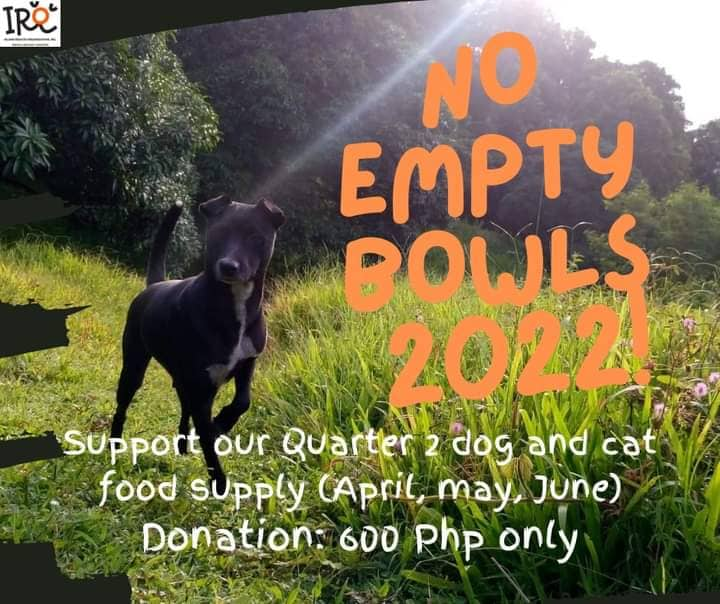 IRO
NO
EMPTY
BOWLS
2022!
Support our Quarter 2 dog and cat
food supply (April, may, June)
Donation: 600 Php only